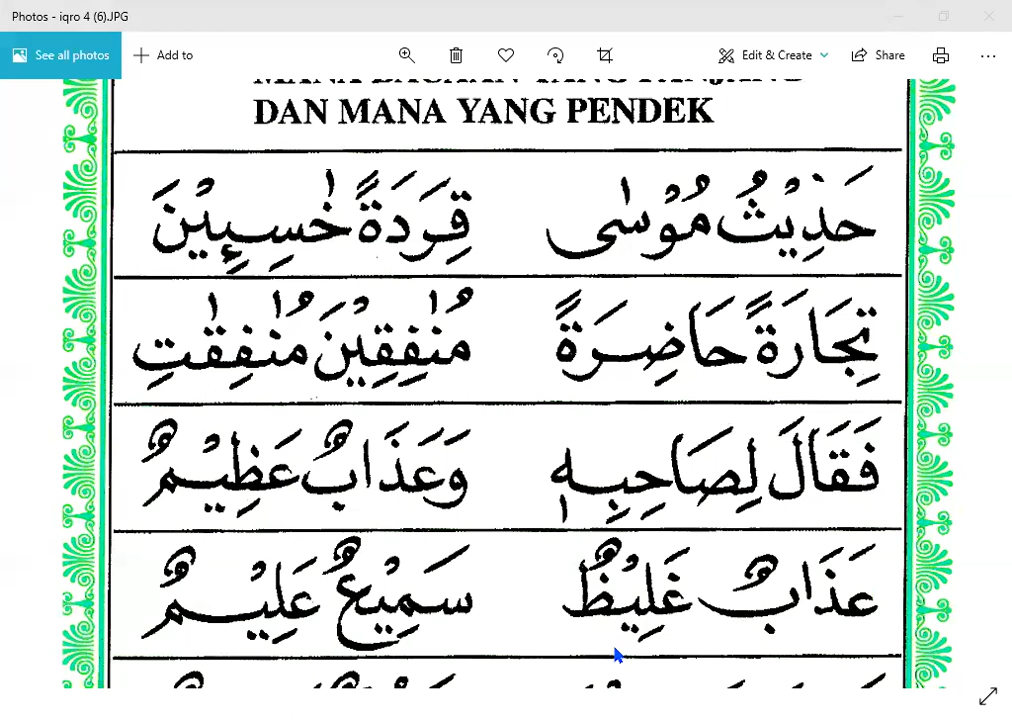 Photos - iqro 4 (6).JPG
See all photos
Add to
Edit & Create
Share
DAN MANA YANG PENDEK
حَدِيْثُ مُوْسٰى قِرَدَةً خٰسِـِٕيْنَ
تِجَارَةً حَاضِرَةً مُنٰفِقِيْنَ مُنٰفِقٰتِ
فَقَالَ لِصَاحِبِهٖ وَعَذَابٌ عَظِيْمٌ
عَذَابٌ غَلِيْظٌ سَمِيْعٌ عَلِيْمٌ